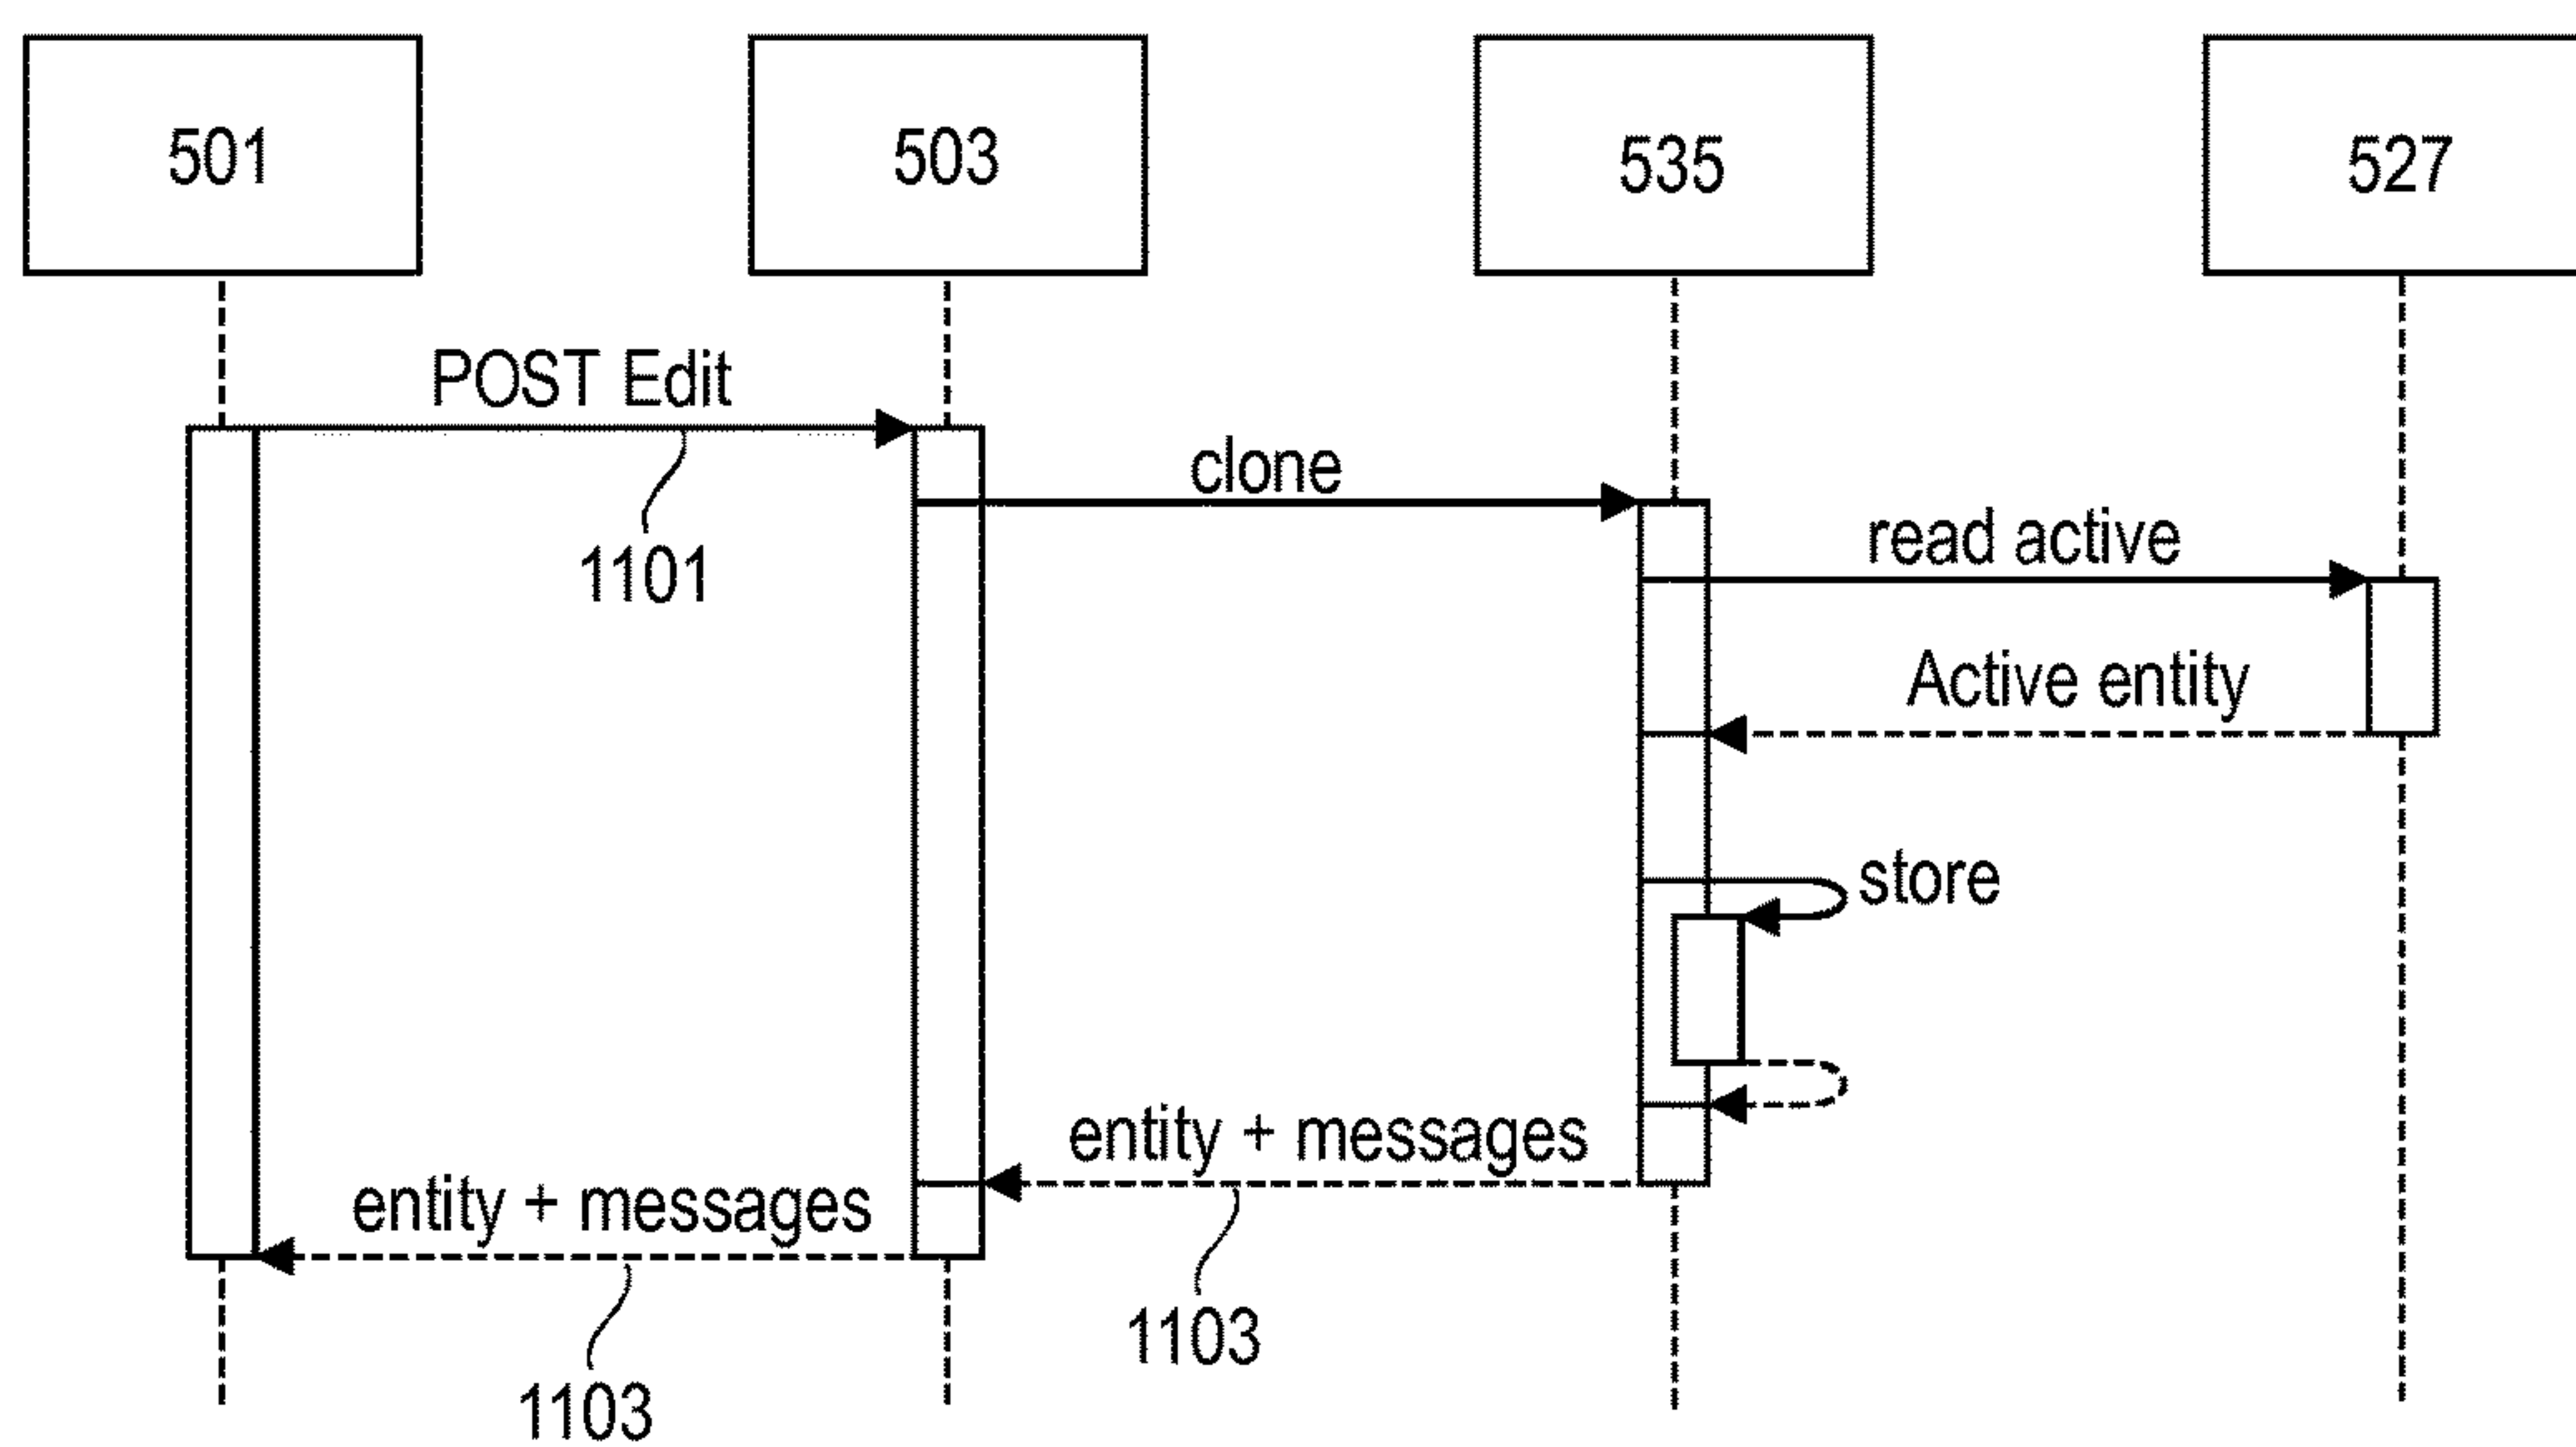 501
503
535
527
POST Edit
1101
clone
read active
Active entity
store
entity + messages
1103
entity + messages
1103